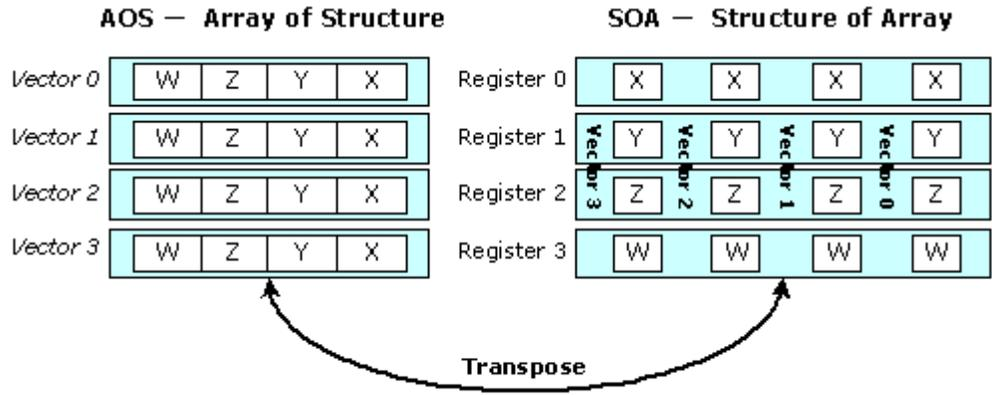 AOS — Array of Structure
Vector 0 W Z Y X
Vector 1 W Z Y X
Vector 2 W Z Y X
Vector 3 W Z Y X
SOA — Structure of Array
Register 0 X X X X
Register 1 Y Y Y Y
Register 2 Z Z Z Z
Register 3 W W W W
Vector 3
Vector 2
Vector 1
Vector 0
Transpose